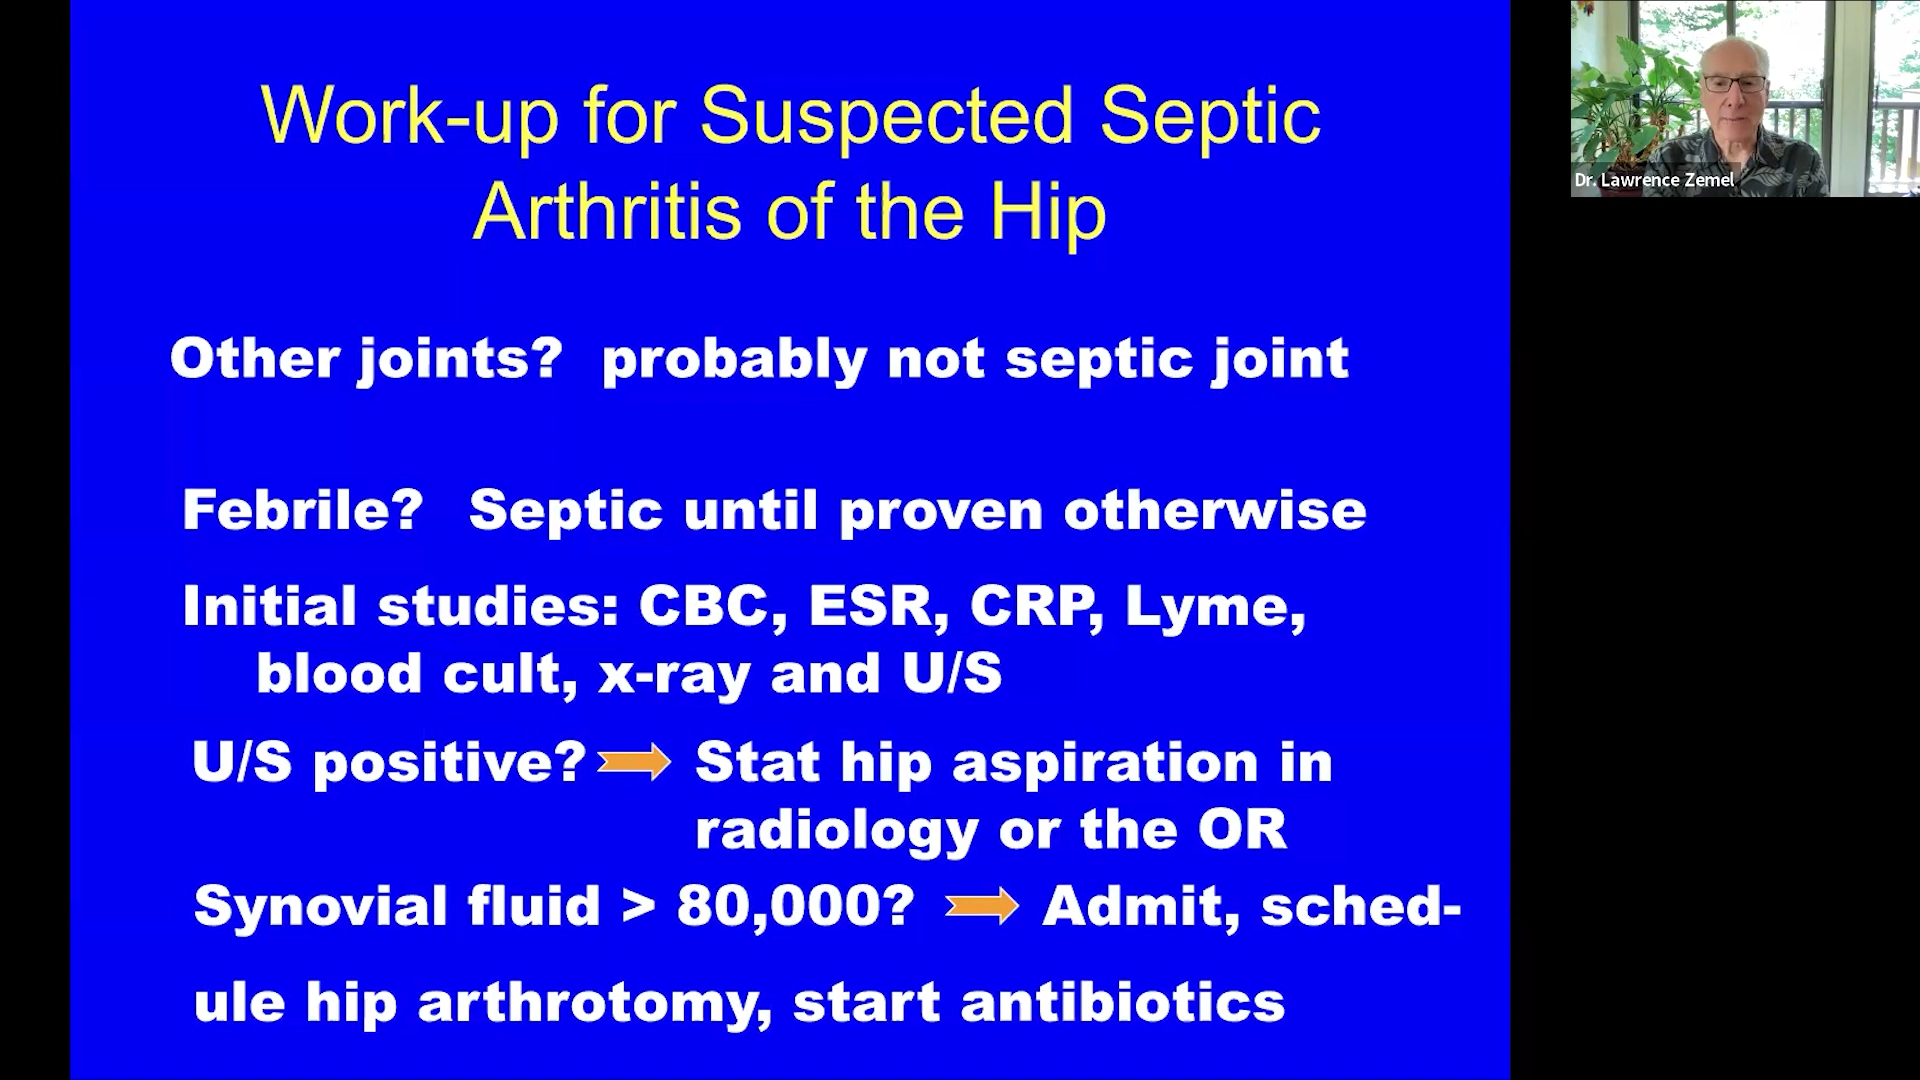 Work-up for Suspected Septic
Arthritis of the Hip
Other joints? probably not septic joint
Febrile? Septic until proven otherwise
Initial studies: CBC, ESR, CRP, Lyme,
blood cult, x-ray and U/S
U/S positive? Stat hip aspiration in
radiology or the OR
Synovial fluid > 80,000? Admit, sched-
ule hip arthrotomy, start antibiotics
Dr. Lawrence Zemel